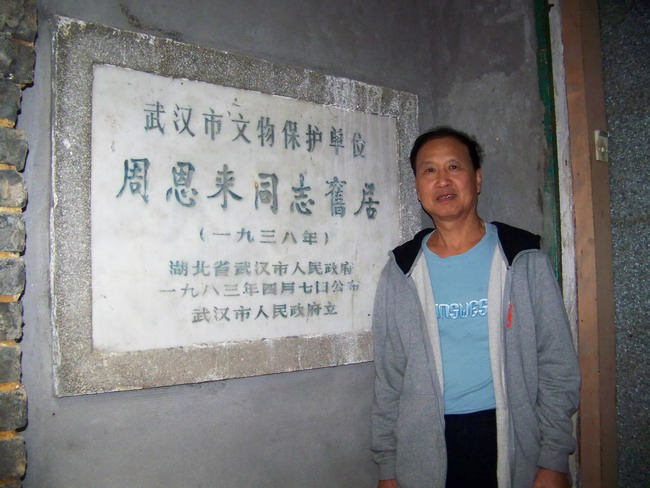 武汉市文物保护单位
周恩来同志舊居
(一九三八年)
湖北省武汉市人民政府
一九八三年四月七日公布
武汉市人民政府立